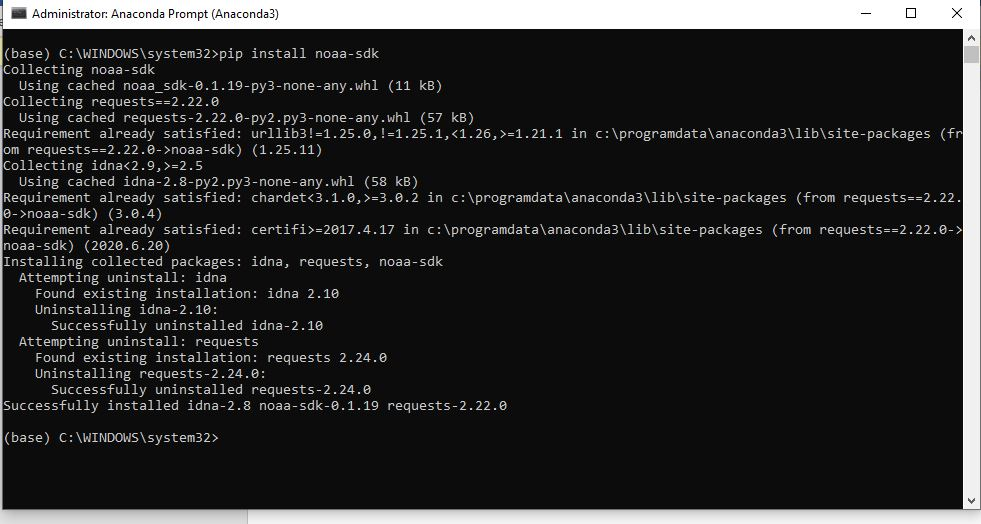 Administrator: Anaconda Prompt (Anaconda3)
(base) C:\WINDOWS\system32>pip install noaa-sdk
Collecting noaa-sdk
  Using cached noaa_sdk-0.1.19-py3-none-any.whl (11 kB)
Collecting requests==2.22.0
  Using cached requests-2.22.0-py2.py3-none-any.whl (57 kB)
Requirement already satisfied: urllib3!=1.25.0,!=1.25.1,<1.26,>=1.21.1 in c:\programdata\anaconda3\lib\site-packages (fr
om requests==2.22.0->noaa-sdk) (1.25.11)
Collecting idna<2.9,>=2.5
  Using cached idna-2.8-py2.py3-none-any.whl (58 kB)
Requirement already satisfied: chardet<3.1.0,>=3.0.2 in c:\programdata\anaconda3\lib\site-packages (from requests==2.22.
0->noaa-sdk) (3.0.4)
Requirement already satisfied: certifi>=2017.4.17 in c:\programdata\anaconda3\lib\site-packages (from requests==2.22.0->
noaa-sdk) (2020.6.20)
Installing collected packages: idna, requests, noaa-sdk
  Attempting uninstall: idna
    Found existing installation: idna 2.10
    Uninstalling idna-2.10:
      Successfully uninstalled idna-2.10
  Attempting uninstall: requests
    Found existing installation: requests 2.24.0
    Uninstalling requests-2.24.0:
      Successfully uninstalled requests-2.24.0
Successfully installed idna-2.8 noaa-sdk-0.1.19 requests-2.22.0
(base) C:\WINDOWS\system32>